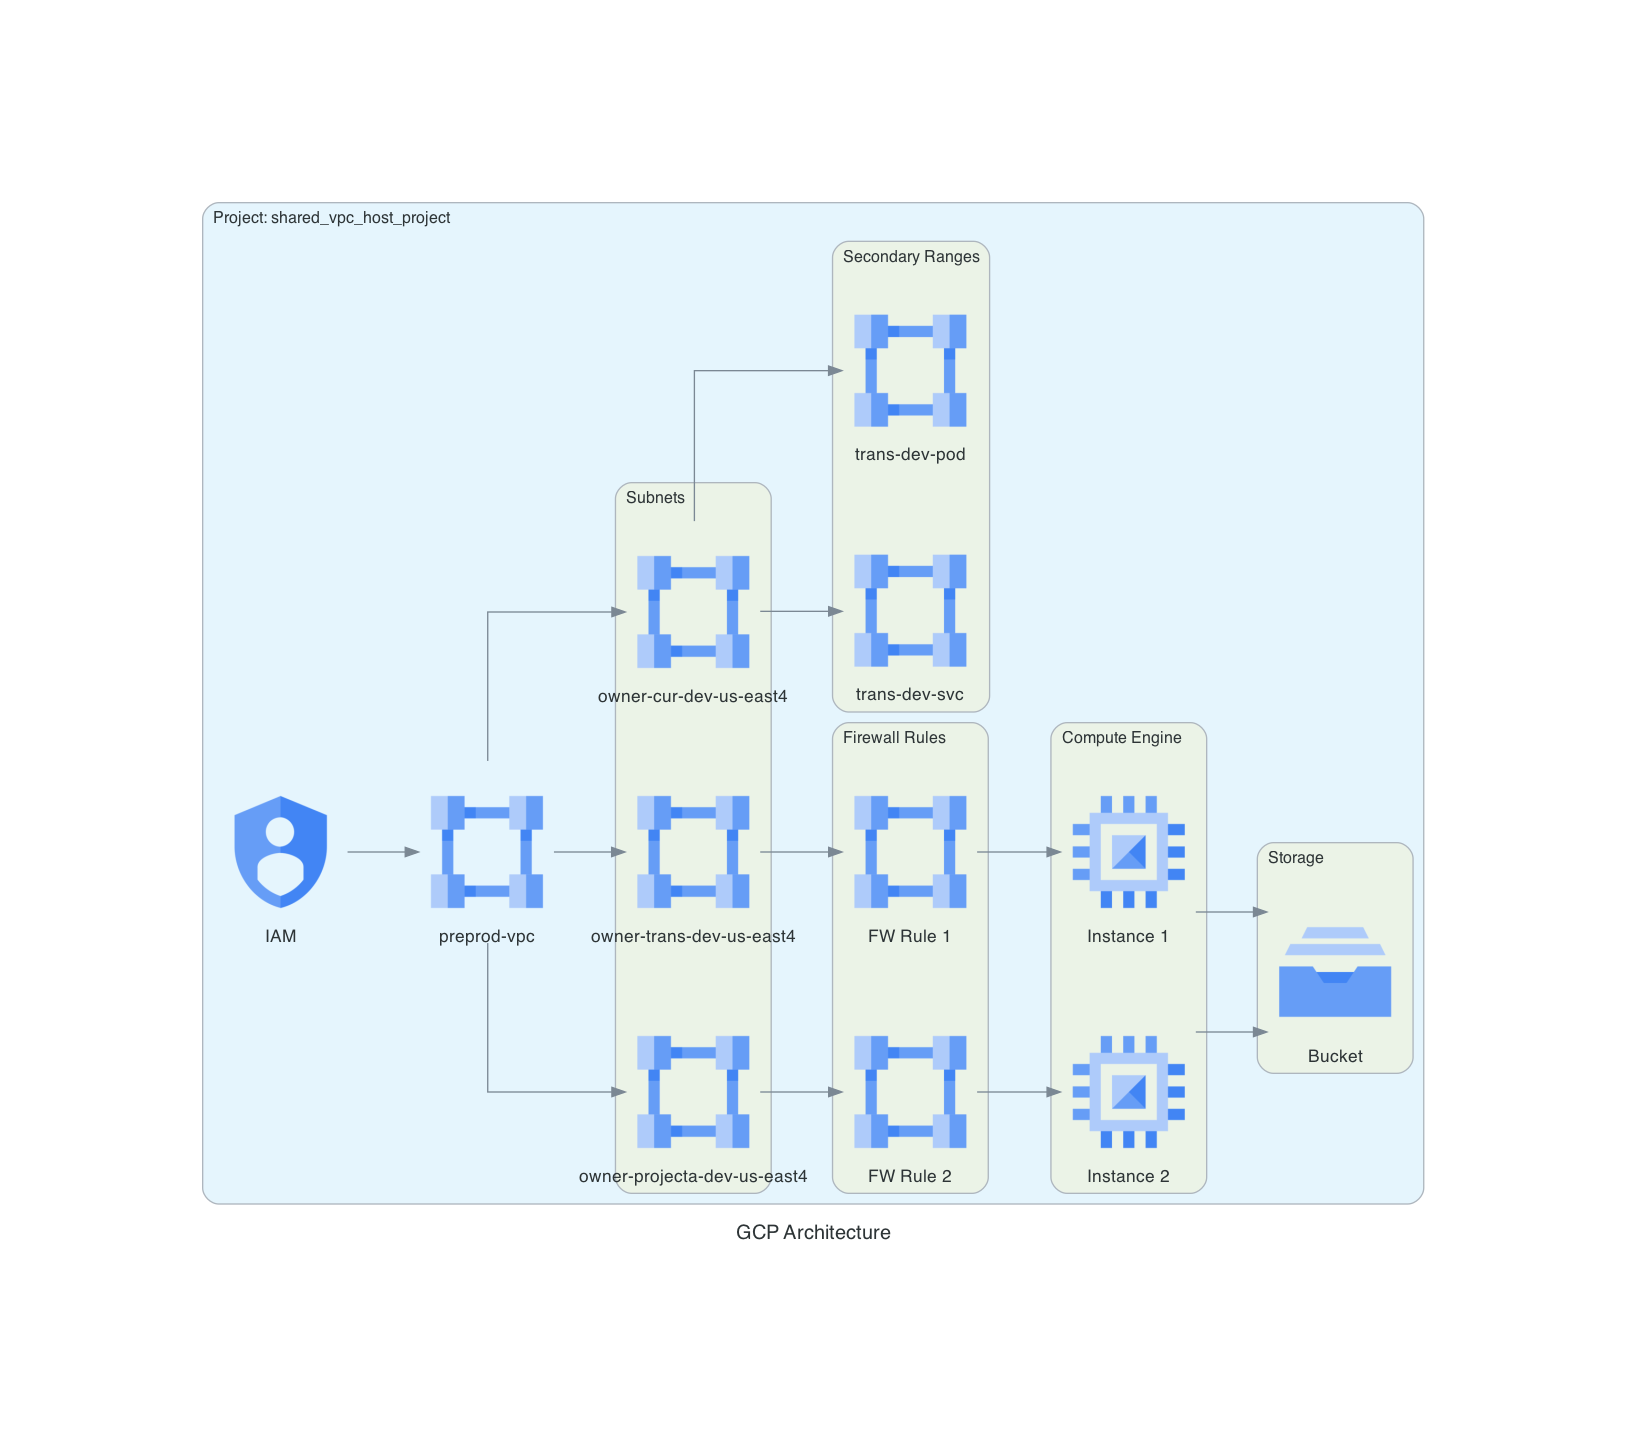 Project: shared_vpc_host_project
Secondary Ranges
trans-dev-pod
Subnets
owner-cur-dev-us-east4
trans-dev-svc
Firewall Rules
Compute Engine
Storage
IAM
preprod-vpc
owner-trans-dev-us-east4
FW Rule 1
Instance 1
Bucket
owner-projecta-dev-us-east4
FW Rule 2
Instance 2
GCP Architecture